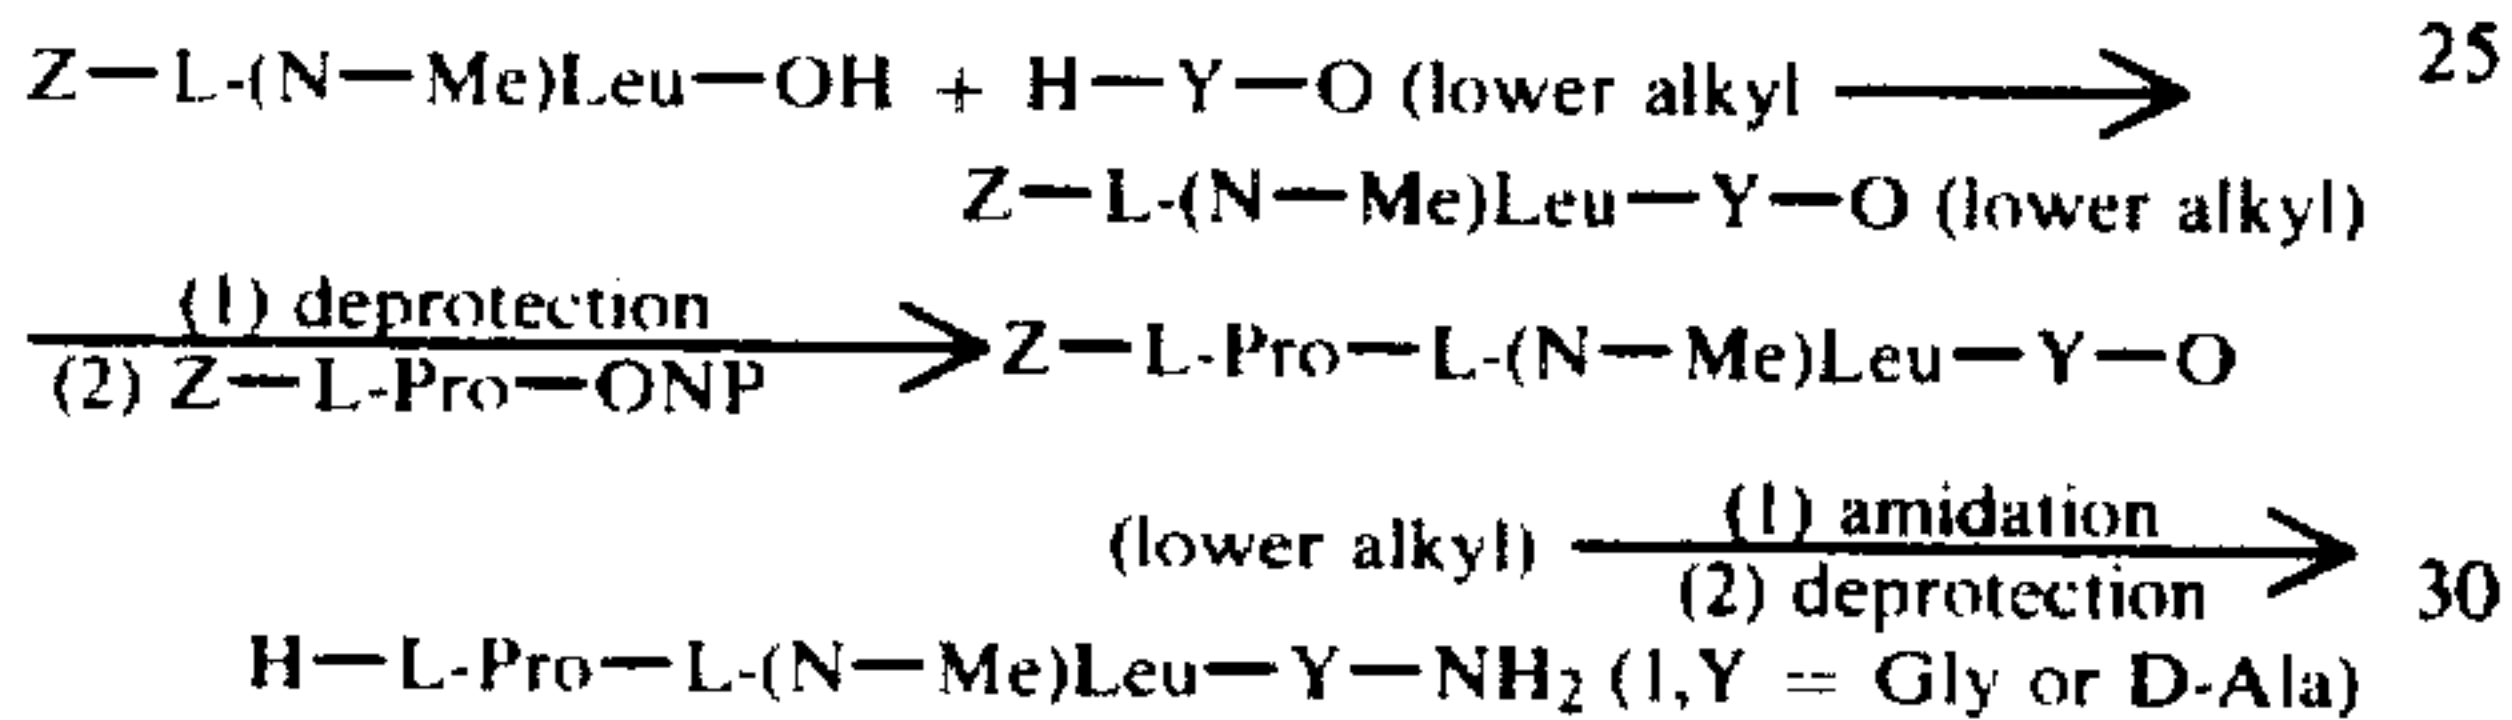 Z—L-(N—Me)Leu—OH + H—Y—O (lower alkyl ⟶ 25
Z—L-(N—Me)Leu—Y—O (lower alkyl)
(1) deprotection
(2) Z—L-Pro—ONP ⟶ Z—L-Pro—L-(N—Me)Leu—Y—O
(lower alkyl) (1) amidation
(2) deprotection 30
H—L-Pro—L-(N—Me)Leu—Y—NH₂ (1,Y = Gly or D-Ala)